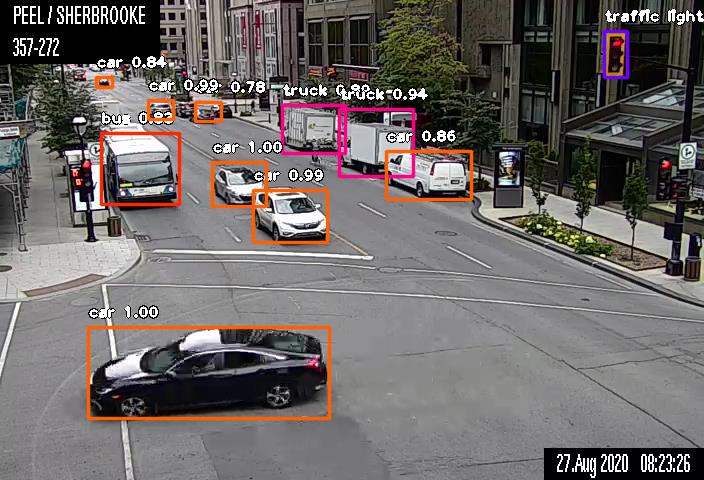 PEEL / SHERBROOKE
357-272
traffic light
car 0.84
car 0.99
0.78
truck
truck 0.94
bus
car 0.86
car 1.00
car 0.99
car 1.00
27.Aug 2020 08:23:26